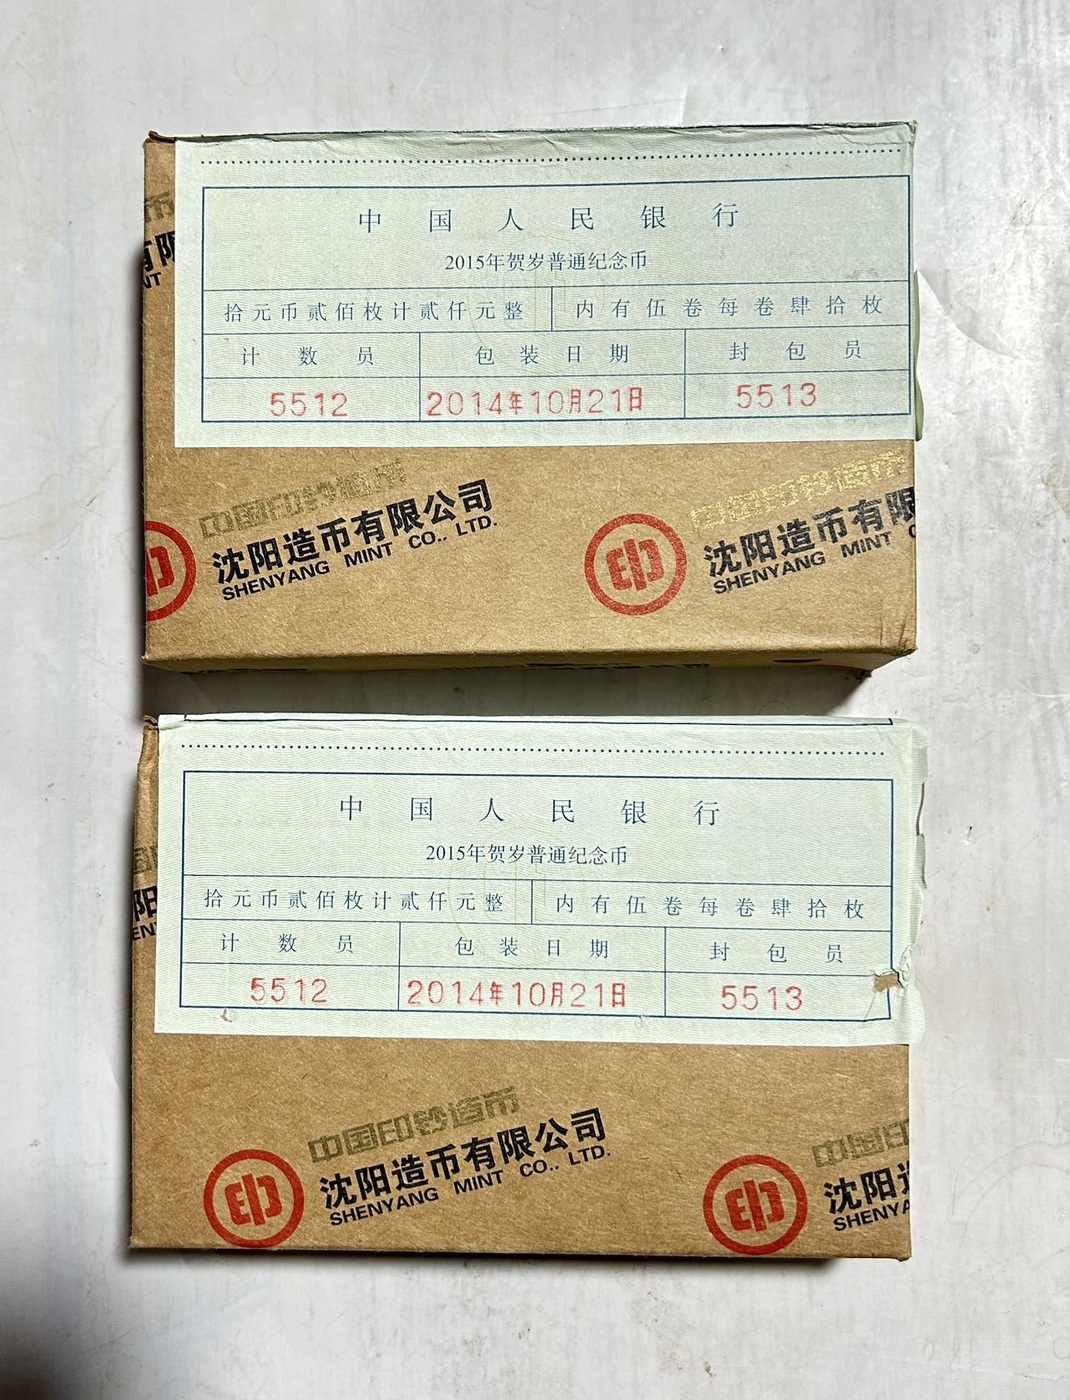 中国人民银行
2015年贺岁普通纪念币
拾元币贰佰枚计贰仟元整 内有伍卷每卷肆拾枚
计数员 包装日期 封包员
5512 2014年10月21日 5513
中国印钞造币
沈阳造币有限公司
SHENYANG MINT CO., LTD.
中国印钞造币
沈阳造币有限
SHENYANG MINT
中国人民银行
2015年贺岁普通纪念币
拾元币贰佰枚计贰仟元整 内有伍卷每卷肆拾枚
计数员 包装日期 封包员
5512 2014年10月21日 5513
中国印钞造币
沈阳造币有限公司
SHENYANG MINT CO., LTD.
中国印
沈阳造
SHENYA